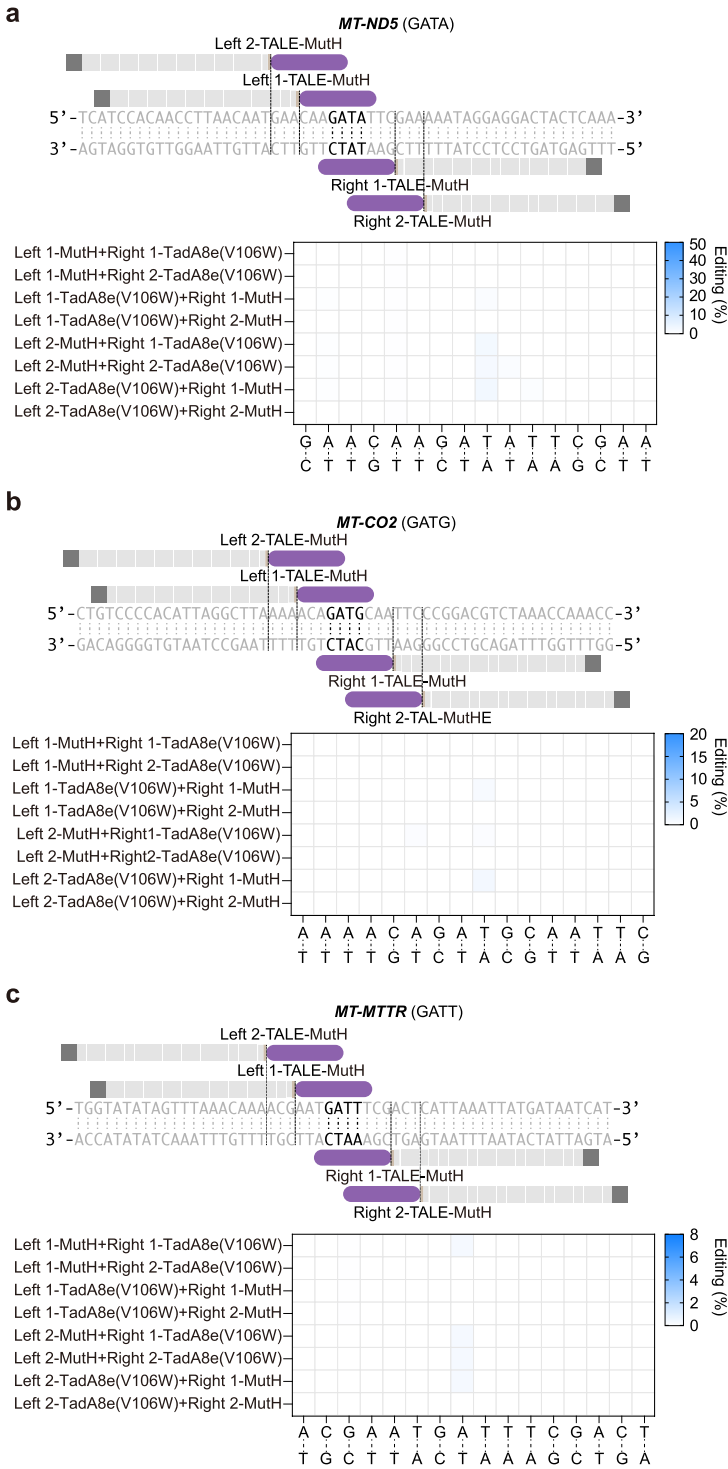 a
MT-ND5 (GATA)
Left 2-TALE-MutH
Left 1-TALE-MutH
5’-TCATCCACAACCTTAACAATGAACAAGATATTCGAAAAATAGGAGGACTACTCAAA-3’
3’-AGTAGGTGTTGGAATTGTTACTTGTTCTATAAGCTTTTTATCCTCCTGATGAGTTT-5’
Right 1-TALE-MutH
Right 2-TALE-MutH
Left 1-MutH+Right 1-TadA8e(V106W)
Left 1-MutH+Right 2-TadA8e(V106W)
Left 1-TadA8e(V106W)+Right 1-MutH
Left 1-TadA8e(V106W)+Right 2-MutH
Left 2-MutH+Right 1-TadA8e(V106W)
Left 2-MutH+Right 2-TadA8e(V106W)
Left 2-TadA8e(V106W)+Right 1-MutH
Left 2-TadA8e(V106W)+Right 2-MutH
50
40
30
20
10
0
Editing (%)
G A A C A A G A T A T T C G A A
C T T G T T C T A T A A G C T T
b
MT-CO2 (GATG)
Left 2-TALE-MutH
Left 1-TALE-MutH
5’-CTGTCCCCACATTAGGCTTAAAAACAGATGCAATTCCCGGACGTCTAAACCAAACC-3’
3’-GACAGGGGTGTAATCCGAATTTTTGTCTACGTTAAGGGCCTGCAGATTTGGTTTGG-5’
Right 1-TALE-MutH
Right 2-TAL-MutHE
Left 1-MutH+Right 1-TadA8e(V106W)
Left 1-MutH+Right 2-TadA8e(V106W)
Left 1-TadA8e(V106W)+Right 1-MutH
Left 1-TadA8e(V106W)+Right 2-MutH
Left 2-MutH+Right1-TadA8e(V106W)
Left 2-MutH+Right2-TadA8e(V106W)
Left 2-TadA8e(V106W)+Right 1-MutH
Left 2-TadA8e(V106W)+Right 2-MutH
20
15
10
5
0
Editing (%)
A A A A C A G A T G C A A T T C
T T T T G T C T A C G T T A A G
c
MT-MTTR (GATT)
Left 2-TALE-MutH
Left 1-TALE-MutH
5’-TGGTATATAGTTTAAACAAAACGAATGATTTCGACTCATTAAATTATGATAATCAT-3’
3’-ACCATATATCAAATTTGTTTTGCTTACTAAAGCTGAGTAATTTAATACTATTAGTA-5’
Right 1-TALE-MutH
Right 2-TALE-MutH
Left 1-MutH+Right 1-TadA8e(V106W)
Left 1-MutH+Right 2-TadA8e(V106W)
Left 1-TadA8e(V106W)+Right 1-MutH
Left 1-TadA8e(V106W)+Right 2-MutH
Left 2-MutH+Right 1-TadA8e(V106W)
Left 2-MutH+Right 2-TadA8e(V106W)
Left 2-TadA8e(V106W)+Right 1-MutH
Left 2-TadA8e(V106W)+Right 2-MutH
8
6
4
2
0
Editing (%)
A C G A A T G A T T T C G A C T
T G C T T A C T A A A G C T G A